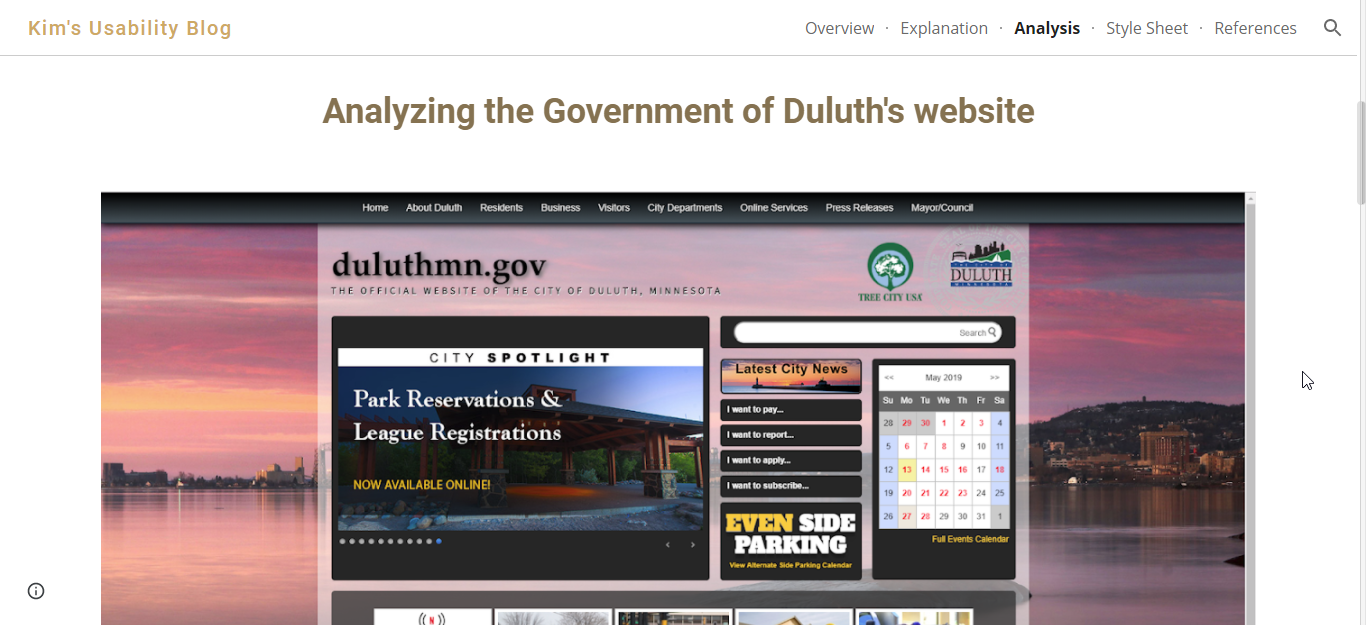 Kim's Usability Blog
Overview · Explanation · Analysis · Style Sheet · References
Analyzing the Government of Duluth's website
Home About Duluth Residents Business Visitors City Departments Online Services Press Releases Mayor/Council
duluthmn.gov
THE OFFICIAL WEBSITE OF THE CITY OF DULUTH, MINNESOTA
TREE CITY USA
THE CITY OF
DULUTH
MINNESOTA
CITY SPOTLIGHT
Park Reservations &
League Registrations
NOW AVAILABLE ONLINE!
Search
Latest City News
I want to pay...
I want to report...
I want to apply...
I want to subscribe...
EVEN SIDE
PARKING
View Alternate Side Parking Calendar
<< May 2019 >>
Su Mo Tu We Th Fr Sa
28 29 30 1 2 3 4
5 6 7 8 9 10 11
12 13 14 15 16 17 18
19 20 21 22 23 24 25
26 27 28 29 30 31 1
Full Events Calendar
N